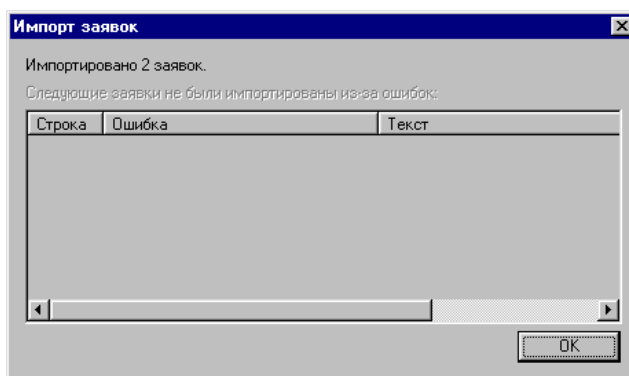 Импорт заявок
Импортировано 2 заявок.
Следующие заявки не были импортированы из-за ошибок:
Строка Ошибка Текст
OK